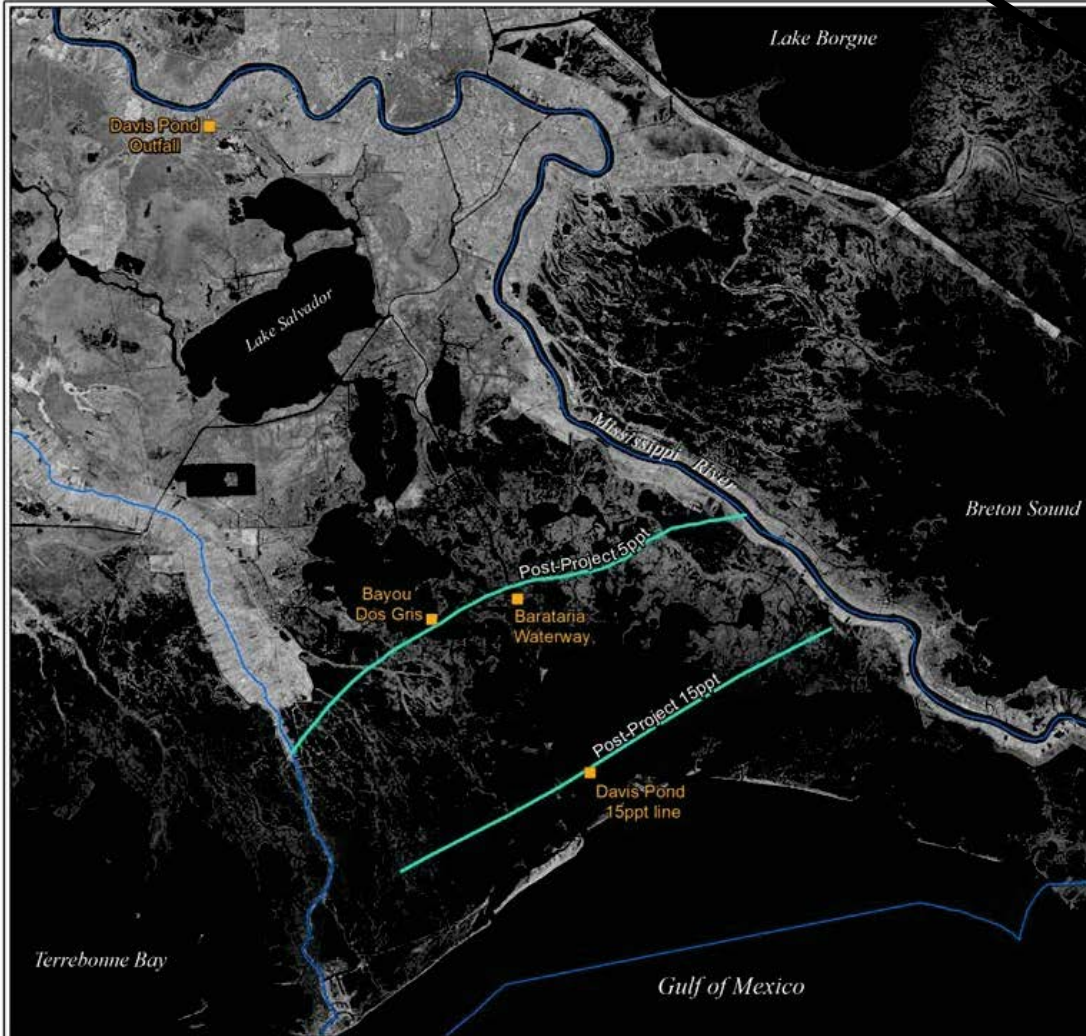 Lake Borgne
Davis Pond
Outfall
Lake Salvador
Mississippi River
Breton Sound
Post-Project 5ppt
Bayou
Dos Gris
Barataria
Waterway
Post-Project 15ppt
Davis Pond
15ppt line
Terrebonne Bay
Gulf of Mexico